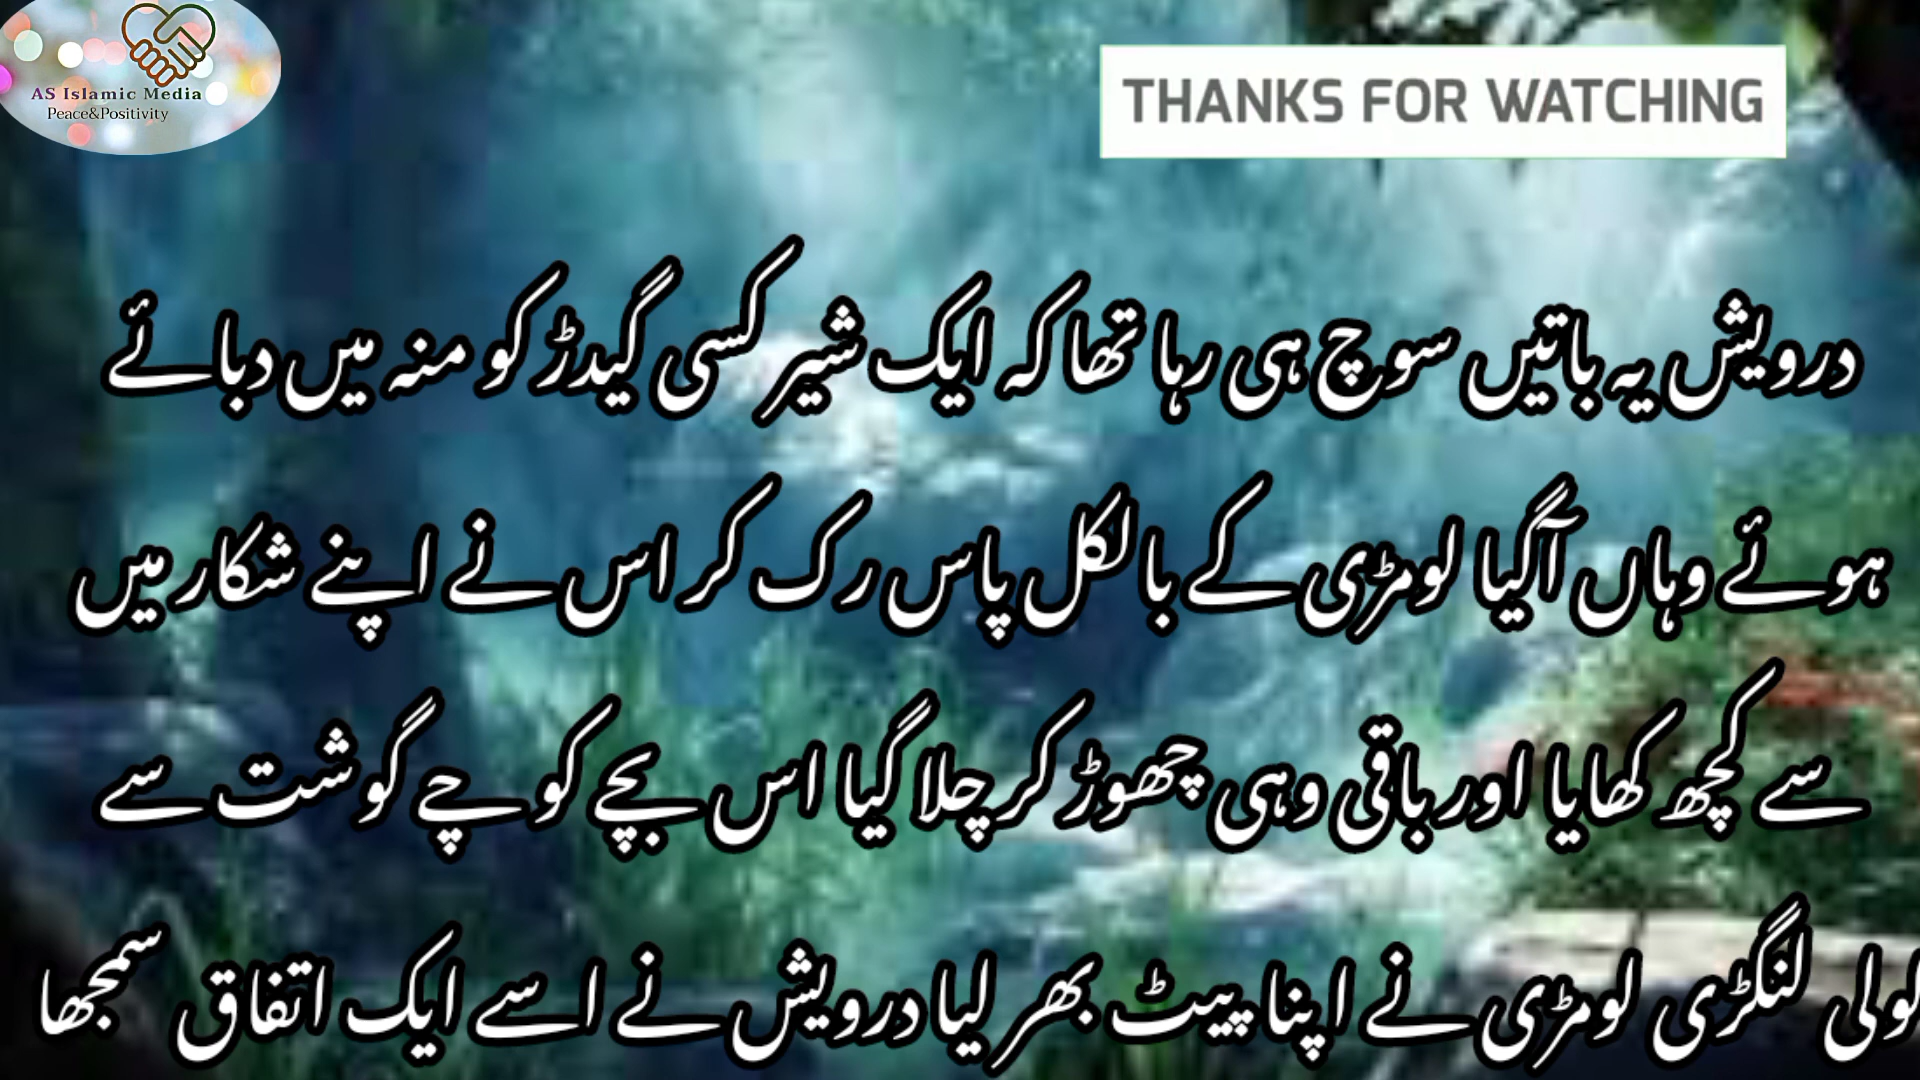 AS Islamic Media
Peace&Positivity
THANKS FOR WATCHING
درویش یہ باتیں سوچ ہی رہا تھا کہ ایک شیر کسی گیدڑ کو منہ میں دبائے
ہوئے وہاں آگیا لومڑی کے بالکل پاس رک کر اس نے اپنے شکار میں
سے کچھ کھایا اور باقی وہی چھوڑ کر چلا گیا اس بچے کو چے گوشت سے
لولی لنگڑی لومڑی نے اپنا پیٹ بھر لیا درویش نے اسے ایک اتفاق سمجھا